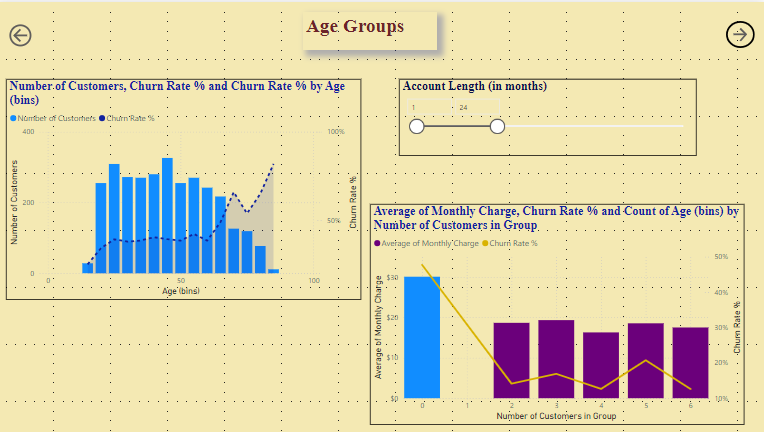 Age Groups
Number of Customers, Churn Rate % and Churn Rate % by Age
(bins)
Number of Customers Churn Rate %
400
200
0
100%
50%
0
50
100
Number of Customers
Churn Rate %
Age (bins)
Account Length (in months)
1
24
Average of Monthly Charge, Churn Rate % and Count of Age (bins) by
Number of Customers in Group
Average of Monthly Charge Churn Rate %
$30
$20
$10
$0
50%
40%
30%
20%
10%
0
1
2
3
4
5
6
Average of Monthly Charge
Churn Rate %
Number of Customers in Group